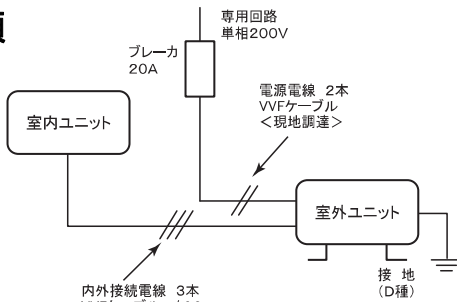 専用回路
単相200V
ブレーカ
20A
電源電線 2本
VVFケーブル
＜現地調達＞
室内ユニット
室外ユニット
接 地
(D種)
内外接続電線 3本